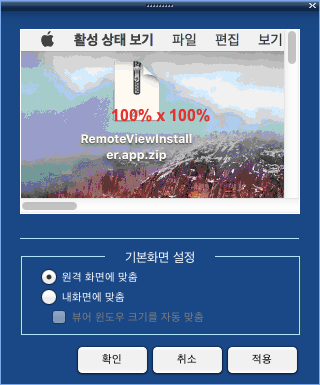 활성 상태 보기 파일 편집 보기
100% x 100%
RemoteViewInstall
er.app.zip
기본화면 설정
원격 화면에 맞춤
내화면에 맞춤
뷰어 윈도우 크기를 자동 맞춤
확인 취소 적용